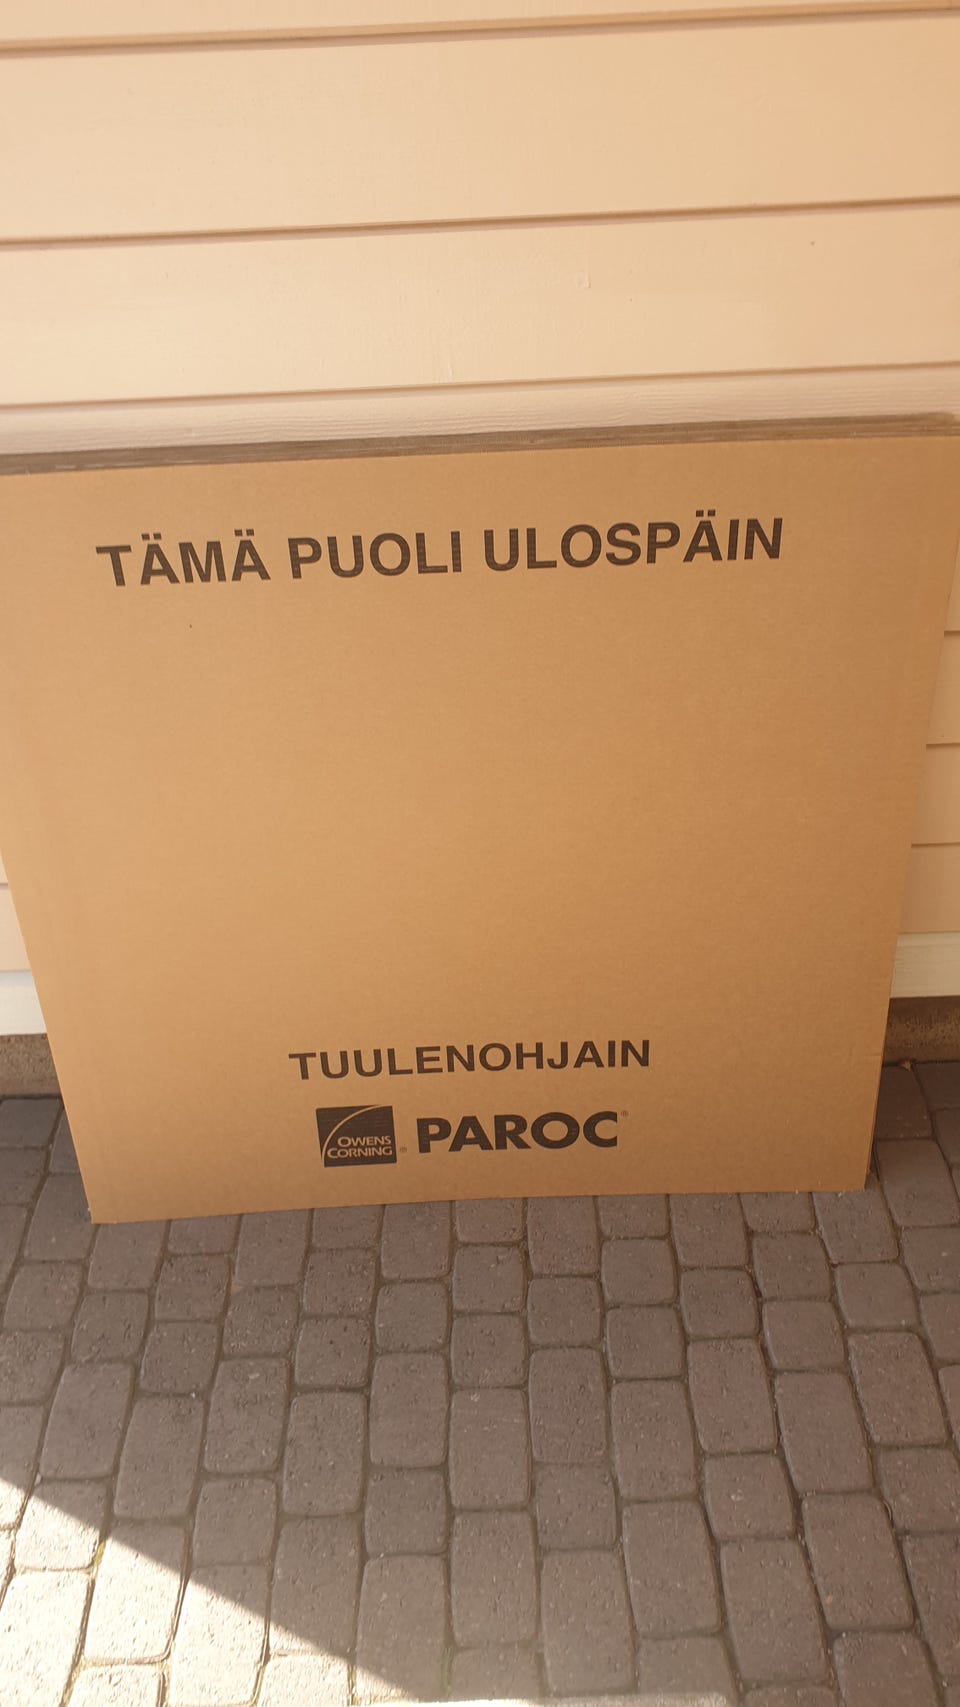 TÄMÄ PUOLI ULOSPÄIN
TUULENOHJAIN
OWENS
CORNING® PAROC®